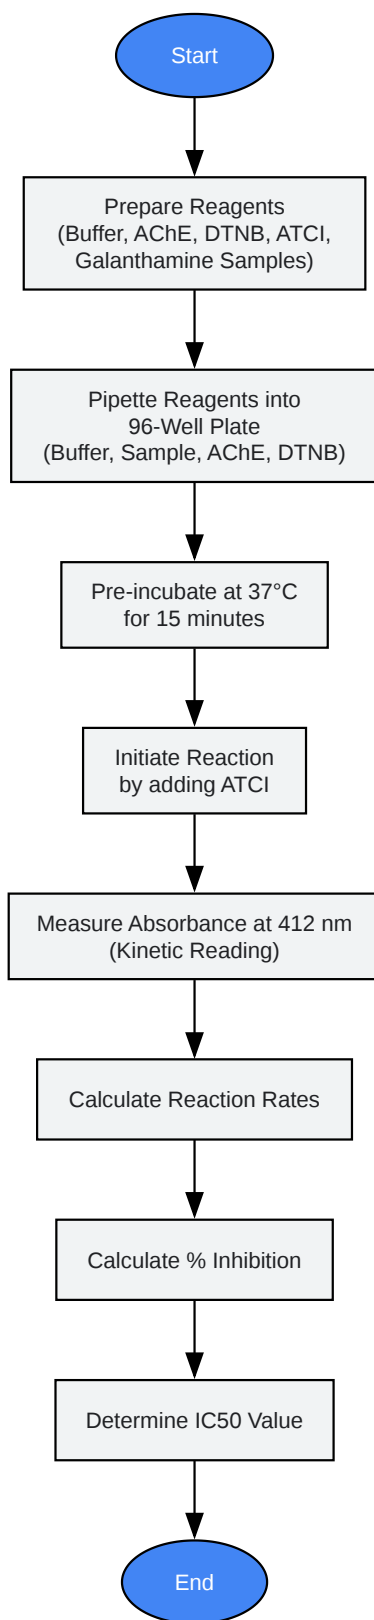 Start
Prepare Reagents
(Buffer, AChE, DTNB, ATCI,
Galanthamine Samples)
Pipette Reagents into
96-Well Plate
(Buffer, Sample, AChE, DTNB)
Pre-incubate at 37°C
for 15 minutes
Initiate Reaction
by adding ATCI
Measure Absorbance at 412 nm
(Kinetic Reading)
Calculate Reaction Rates
Calculate % Inhibition
Determine IC50 Value
End